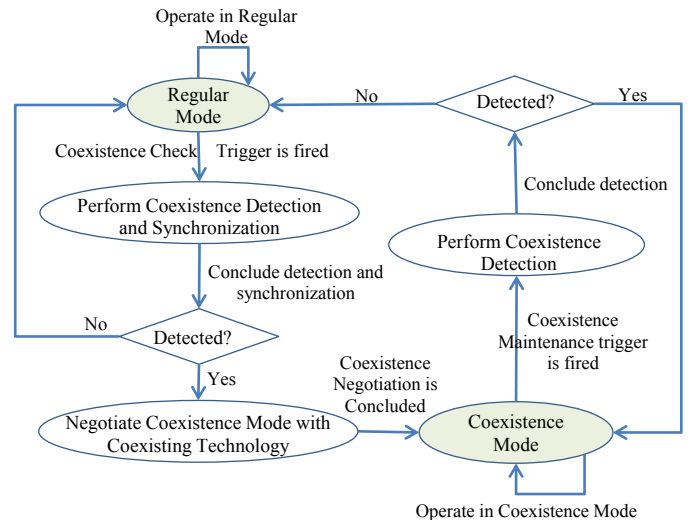 Operate in Regular
Mode
Regular
Mode
No
Detected?
Yes
Coexistence Check Trigger is fired
Conclude detection
Perform Coexistence Detection
and Synchronization
Perform Coexistence
Detection
Conclude detection and
synchronization
No
Detected?
Coexistence
Maintenance trigger
is fired
Yes
Coexistence
Negotiation is
Concluded
Negotiate Coexistence Mode with
Coexisting Technology
Coexistence
Mode
Operate in Coexistence Mode